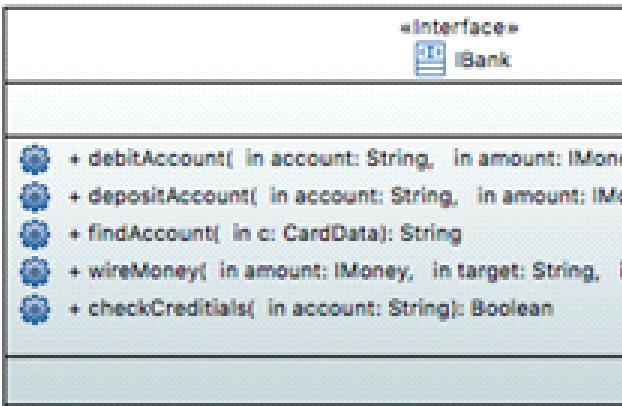 «Interface»
IBank
+ debitAccount( in account: String, in amount: IMone
+ depositAccount( in account: String, in amount: IMo
+ findAccount( in c: CardData): String
+ wireMoney( in amount: IMoney, in target: String, i
+ checkCreditials( in account: String): Boolean